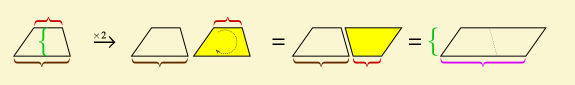 ×2
= =